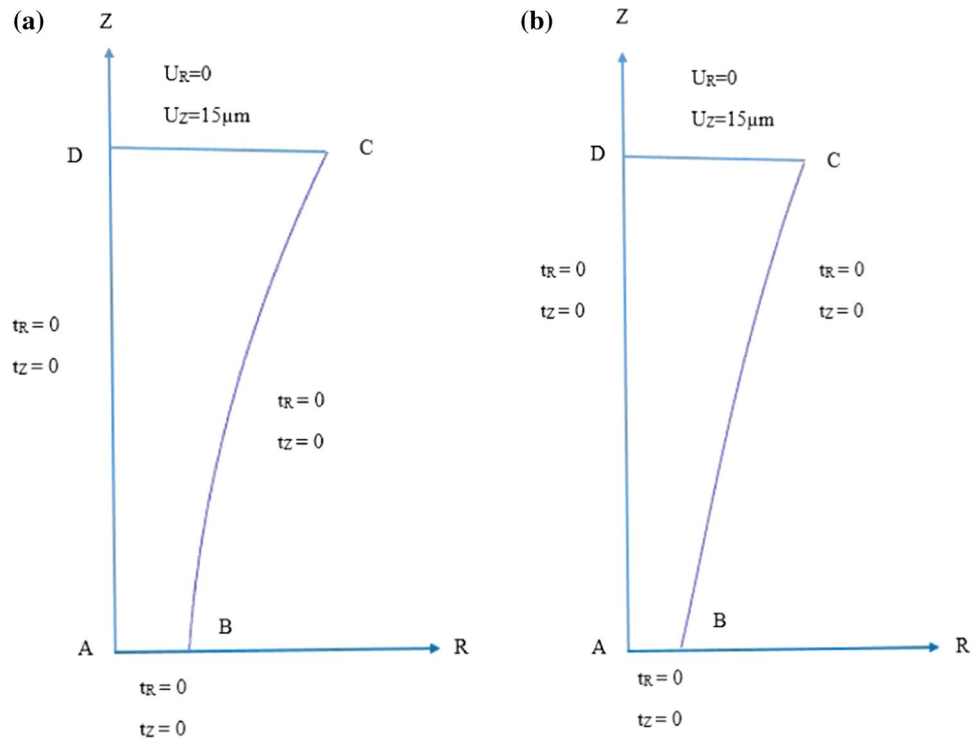 (a)
Z
UR=0
UZ=15μm
D
C
tR = 0
tZ = 0
tR = 0
tZ = 0
B
A
R
tR = 0
tZ = 0
(b)
Z
UR=0
UZ=15μm
D
C
tR = 0
tZ = 0
tR = 0
tZ = 0
B
A
R
tR = 0
tZ = 0